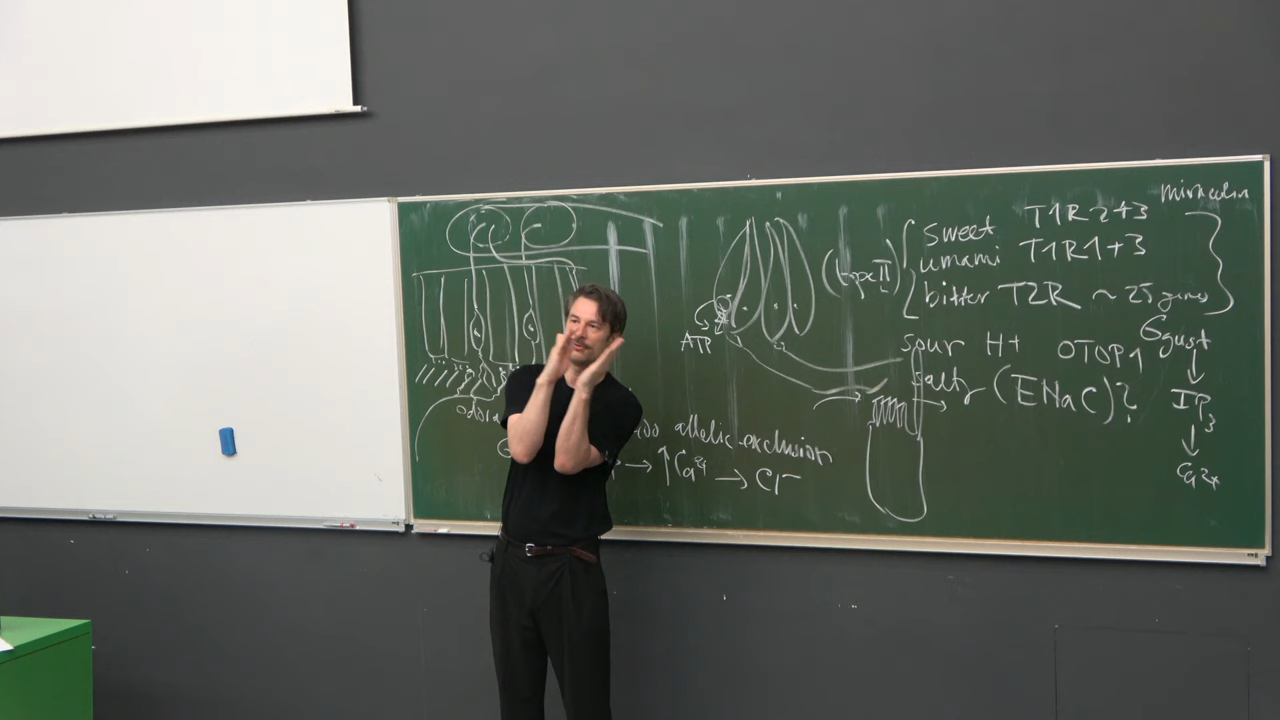 sweet T1R2+3
umami T1R1+3
(type II)
bitter T2R ~ 25 genes
ATP
sour H+ OTOP1
Ggust
salty (ENaC)?
IP3
400 allelic exclusion
→ ↑Ca2+ → Cl-
Ca2+